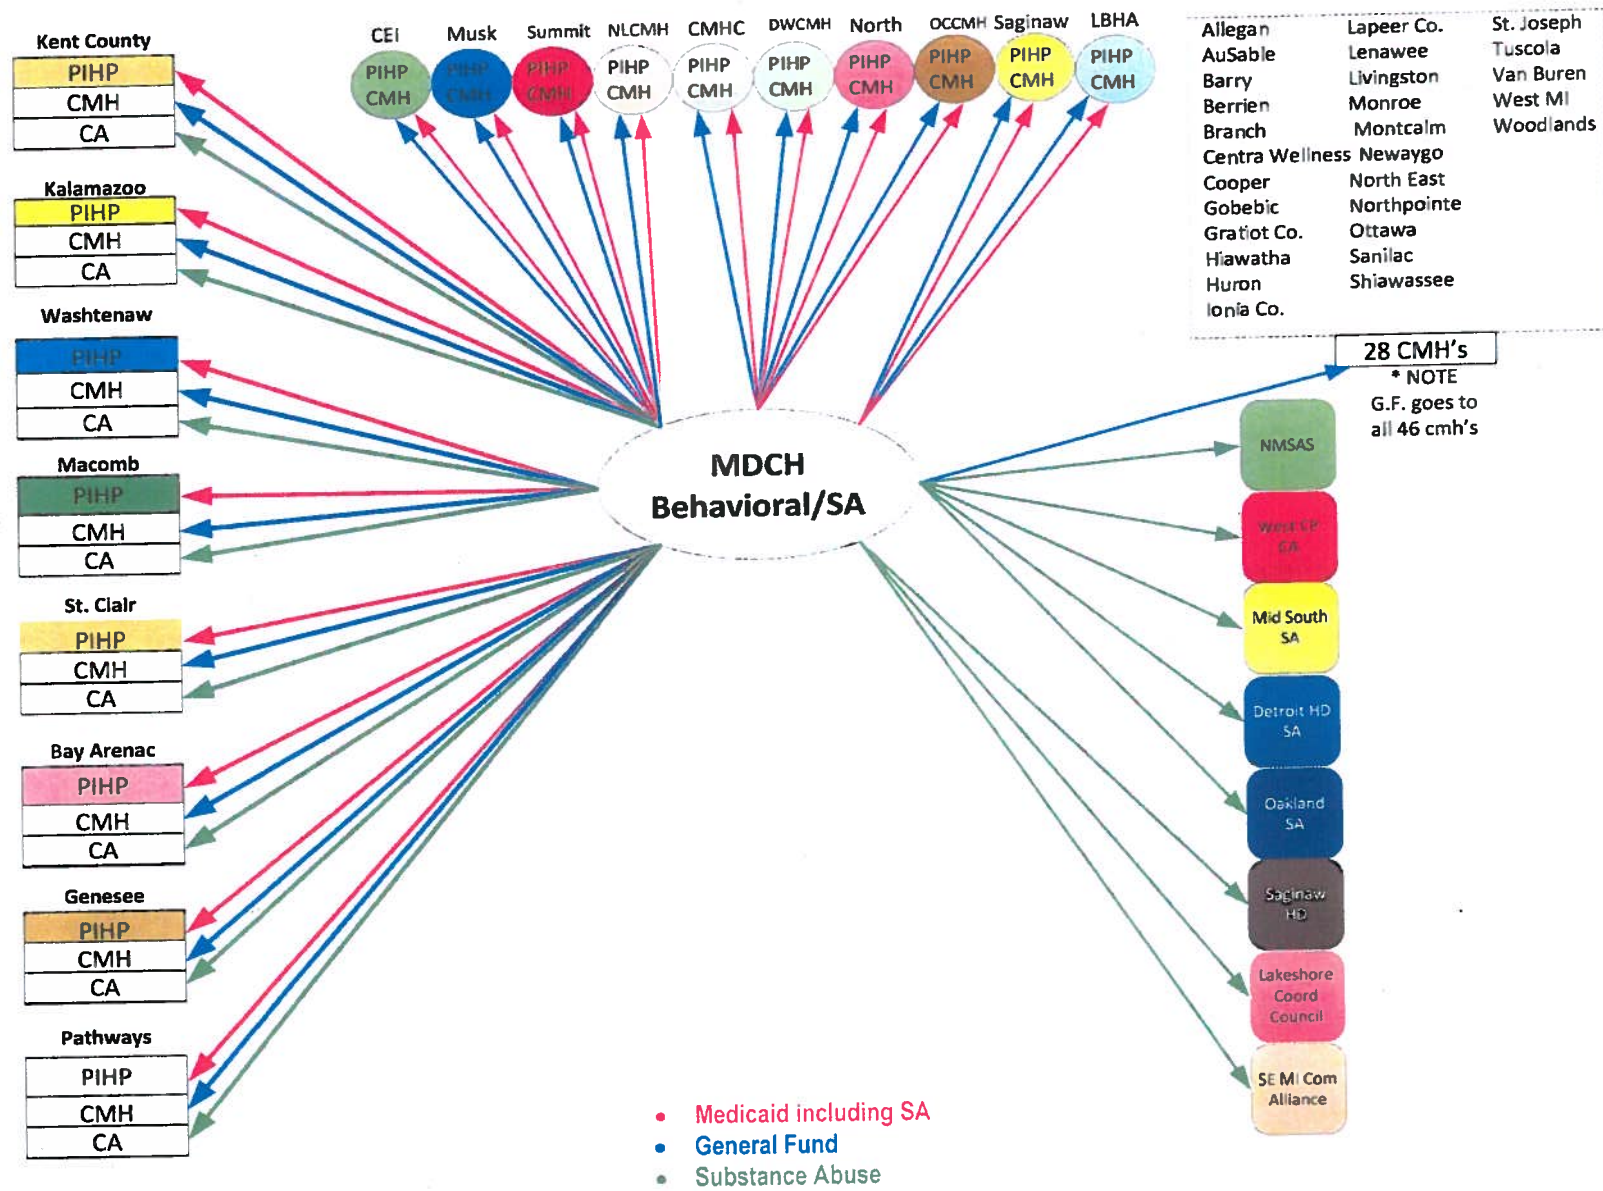 Kent County
PIHP
CMH
CA
Kalamazoo
PIHP
CMH
CA
Washtenaw
PIHP
CMH
CA
Macomb
PIHP
CMH
CA
St. Clair
PIHP
CMH
CA
Bay Arenac
PIHP
CMH
CA
Genesee
PIHP
CMH
CA
Pathways
PIHP
CMH
CA
CEI
PIHP
CMH
Musk
PIHP
CMH
Summit
PIHP
CMH
NLCMH
PIHP
CMH
CMHC
PIHP
CMH
DWCMH
PIHP
CMH
North
PIHP
CMH
OCCMH
PIHP
CMH
Saginaw
PIHP
CMH
LBHA
PIHP
CMH
Allegan Lapeer Co. St. Joseph
AuSable Lenawee Tuscola
Barry Livingston Van Buren
Berrien Monroe West MI
Branch Montcalm Woodlands
Centra Wellness Newaygo
Cooper North East
Gobebic Northpointe
Gratiot Co. Ottawa
Hiawatha Sanilac
Huron Shiawassee
Ionia Co.
28 CMH's
* NOTE
G.F. goes to
all 46 cmh's
MDCH
Behavioral/SA
NMSAS
West UP
SA
Mid South
SA
Detroit HD
SA
Oakland
SA
Saginaw
HD
Lakeshore
Coord
Council
SE MI Com
Alliance
• Medicaid including SA
• General Fund
• Substance Abuse